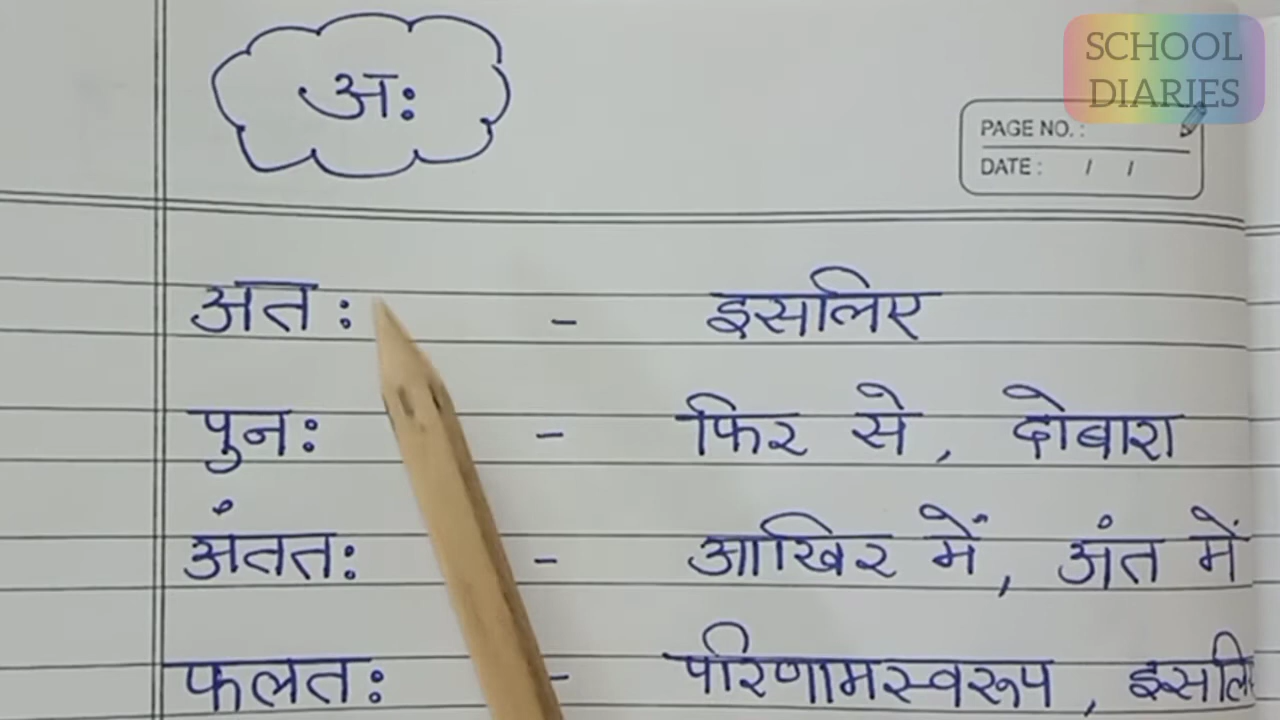 अः
SCHOOL
DIARIES
PAGE NO. :
DATE : / /
अतः - इसलिए
पुनः - फिर से, दोबारा
अंततः - आखिर में, अंत में
फलतः - परिणामस्वरूप,